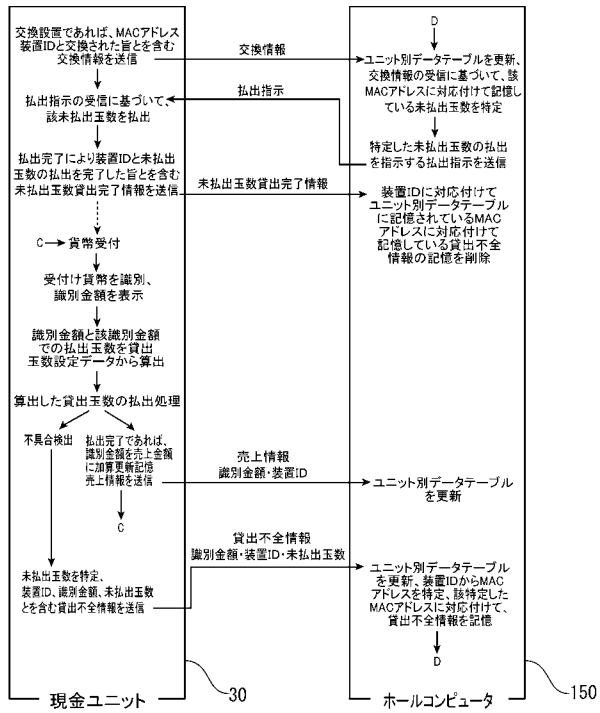 交換設置であれば、MACアドレス
装置IDと交換された旨とを含む
交換情報を送信
交換情報
D
ユニット別データテーブルを更新、
交換情報の受信に基づいて、該
MACアドレスに対応付けて記憶し
ている未払出玉数を特定
払出指示
払出指示の受信に基づいて、
該未払出玉数を払出
特定した未払出玉数の払出
を指示する払出指示を送信
払出完了により装置IDと未払出
玉数の払出を完了した旨とを含む
未払出玉数貸出完了情報を送信
未払出玉数貸出完了情報
装置IDに対応付けて
ユニット別データテーブル
に記憶されているMAC
アドレスに対応付けて
記憶している貸出不全
情報の記憶を削除
C
貨幣受付
受付け貨幣を識別、
識別金額を表示
識別金額と該識別金額
での払出玉数を貸出
玉数設定データから算出
算出した貸出玉数の払出処理
不具合検出
払出完了であれば、
識別金額を売上金額
に加算更新記憶
売上情報を送信
C
売上情報
識別金額・装置ID
ユニット別データテーブル
を更新
貸出不全情報
識別金額・装置ID・未払出玉数
未払出玉数を特定、
装置ID、識別金額、未払出玉数
とを含む貸出不全情報を送信
ユニット別データテーブル
を更新、装置IDからMAC
アドレスを特定、該特定した
MACアドレスに対応付けて、
貸出不全情報を記憶
D
現金ユニット
30
ホールコンピュータ
150